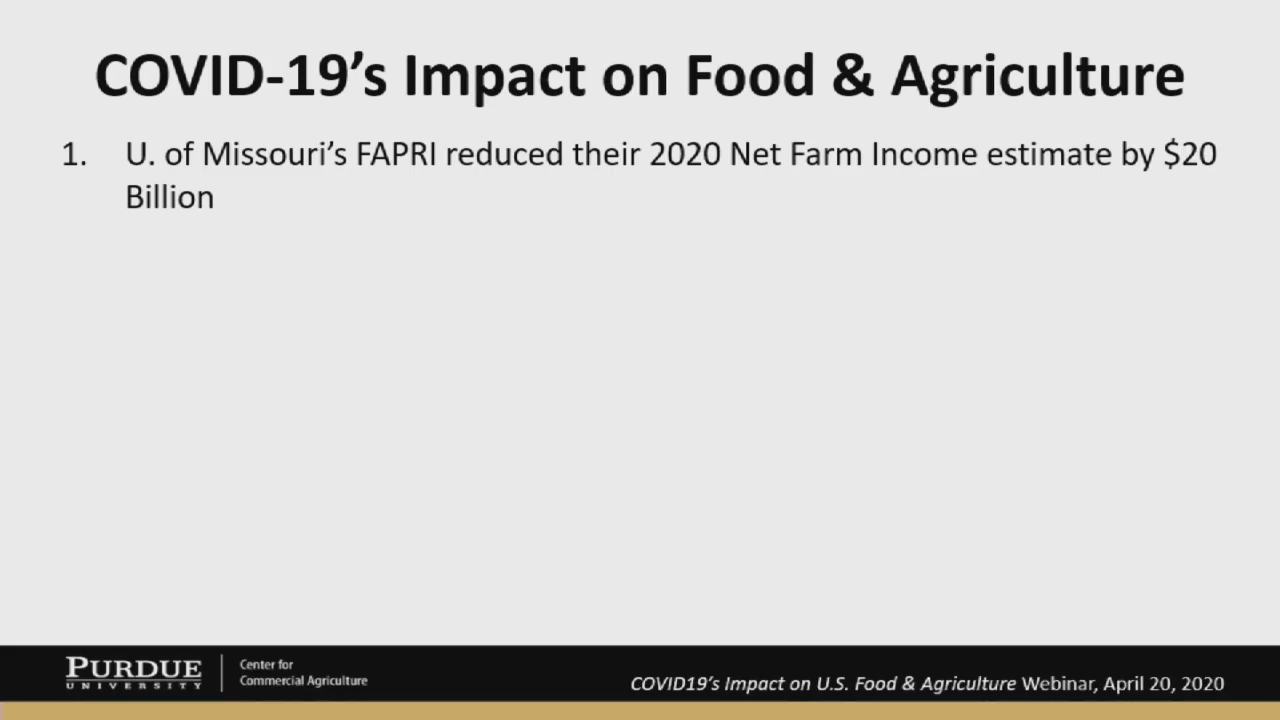 COVID-19’s Impact on Food & Agriculture
1. U. of Missouri’s FAPRI reduced their 2020 Net Farm Income estimate by $20
Billion
PURDUE
UNIVERSITY
Center for
Commercial Agriculture
COVID19’s Impact on U.S. Food & Agriculture Webinar, April 20, 2020